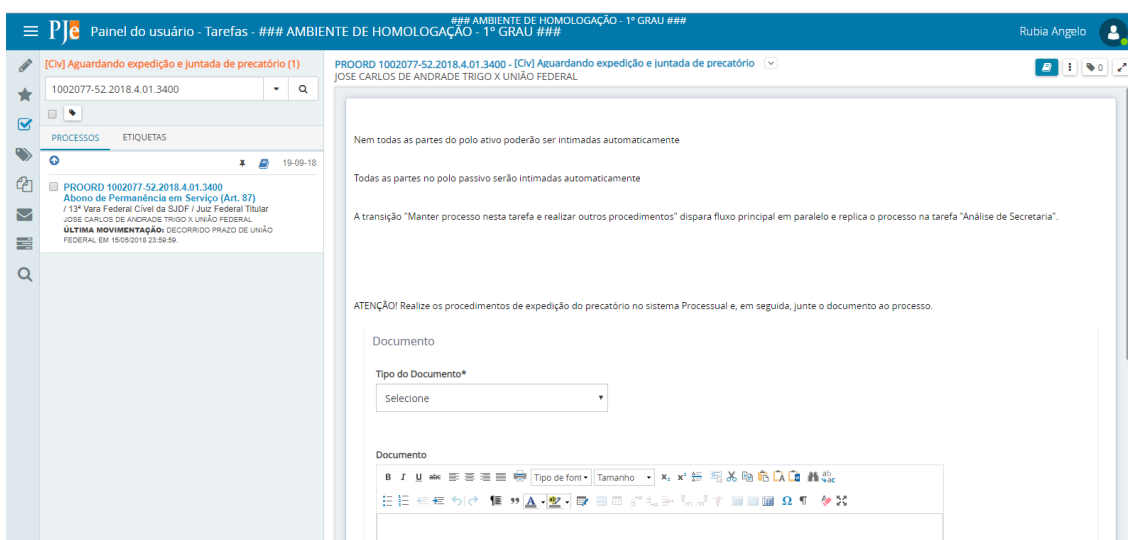 ### AMBIENTE DE HOMOLOGAÇÃO - 1º GRAU ###
PJe Painel do usuário - Tarefas - ### AMBIENTE DE HOMOLOGAÇÃO - 1º GRAU ###
Rubia Angelo
[Civ] Aguardando expedição e juntada de precatório (1)
1002077-52.2018.4.01.3400
PROCESSOS ETIQUETAS
19-09-18
PROORD 1002077-52.2018.4.01.3400
Abono de Permanência em Serviço (Art. 87)
/ 13ª Vara Federal Cível da SJDF / Juiz Federal Titular
JOSE CARLOS DE ANDRADE TRIGO X UNIÃO FEDERAL
ÚLTIMA MOVIMENTAÇÃO: DECORRIDO PRAZO DE UNIÃO
FEDERAL EM 15/05/2018 23:59:59.
PROORD 1002077-52.2018.4.01.3400 - [Civ] Aguardando expedição e juntada de precatório
JOSE CARLOS DE ANDRADE TRIGO X UNIÃO FEDERAL
0
Nem todas as partes do polo ativo poderão ser intimadas automaticamente
Todas as partes no polo passivo serão intimadas automaticamente
A transição "Manter processo nesta tarefa e realizar outros procedimentos" dispara fluxo principal em paralelo e replica o processo na tarefa "Análise de Secretaria".
ATENÇÃO! Realize os procedimentos de expedição do precatório no sistema Processual e, em seguida, junte o documento ao processo.
Documento
Tipo do Documento*
Selecione
Documento
B I U abc Tipo de font Tamanho x₂ x²
A